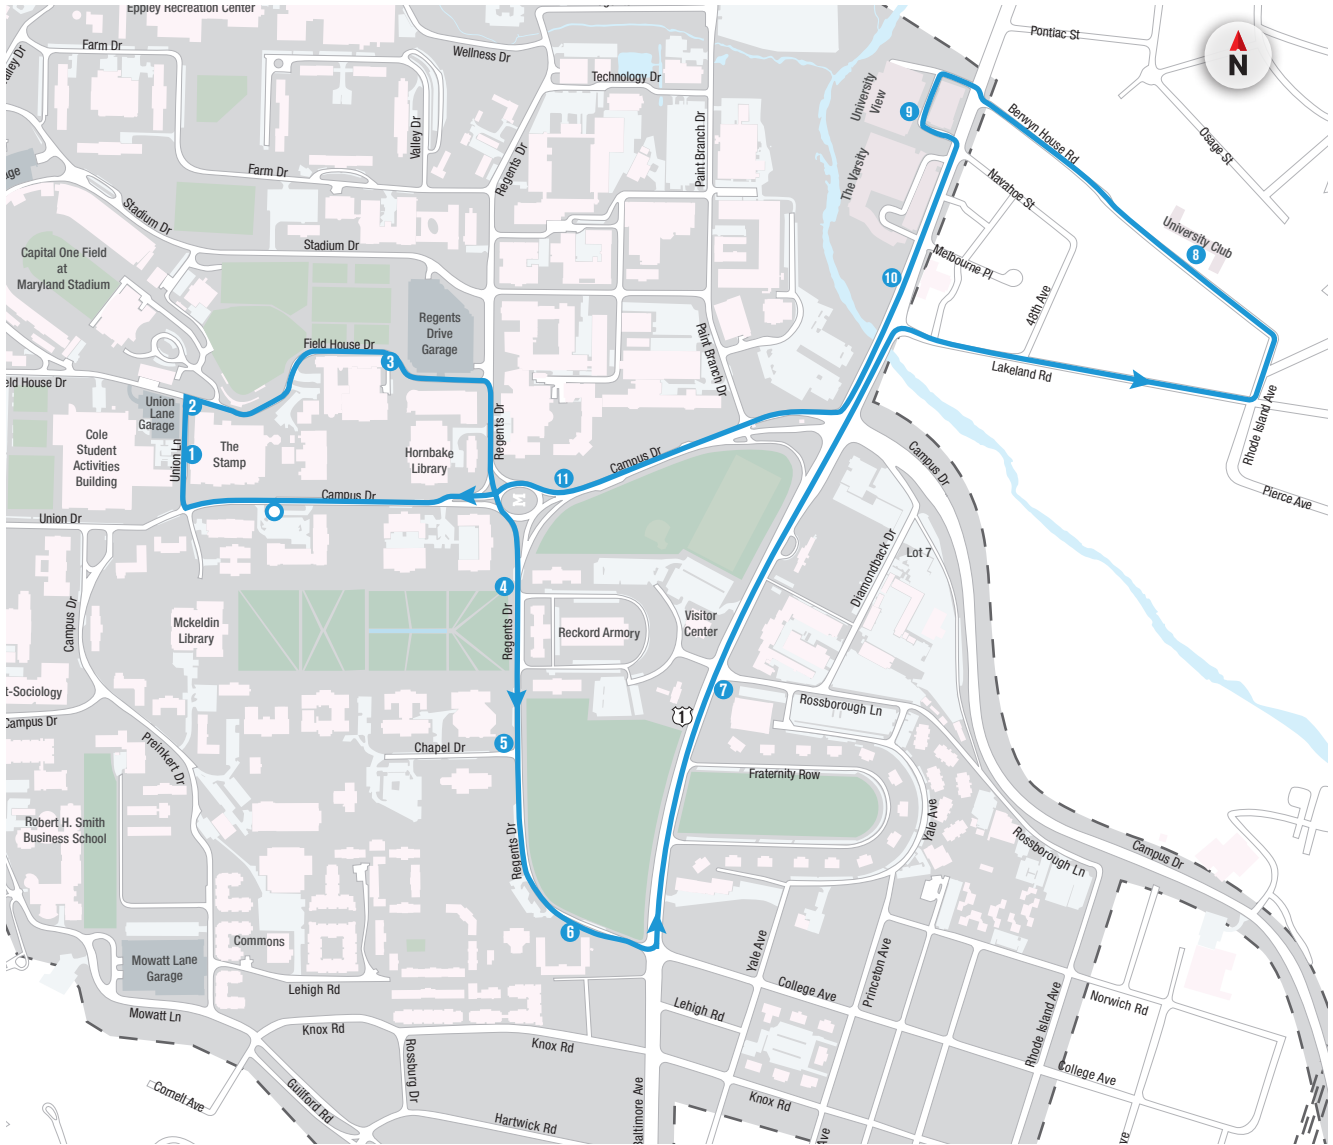 Eppley Recreation Center
Pontiac St
Farm Dr
Wellness Dr
Technology Dr
N
University
View
9
Berwyn House Rd
Osage St
Valley Dr
Valley Dr
Regents Dr
Paint Branch Dr
Farm Dr
The Varsity
Navahoe St
Stadium Dr
Stadium Dr
University Club
8
Capital One Field
at
Maryland Stadium
Melbourne Pl
10
48th Ave
Regents
Drive
Garage
Field House Dr
3
Paint Branch Dr
Lakeland Rd
eld House Dr
Union
Lane
Garage
2
Rhode Island Ave
Cole
Student
Activities
Building
Union Ln
1
The
Stamp
Hornbake
Library
Regents Dr
Campus Dr
11
Campus Dr
Pierce Ave
Campus Dr
M
Union Dr
Diamondback Dr
Lot 7
4
Campus Dr
Mckeldin
Library
Regents Dr
Reckord Armory
Visitor
Center
t-Sociology
7
1
Rossborough Ln
Campus Dr
Preinkert Dr
Chapel Dr
5
Fraternity Row
Robert H. Smith
Business School
Regents Dr
Yale Ave
Rossborough Ln
Campus Dr
6
Commons
Mowatt Lane
Garage
Yale Ave
Princeton Ave
College Ave
Lehigh Rd
Lehigh Rd
Norwich Rd
Rhode Island Ave
Mowatt Ln
Knox Rd
Knox Rd
Rossburg Dr
College Ave
Cornell Ave
Guilford Rd
Hartwick Rd
Baltimore Ave
Knox Rd
Ave
ve